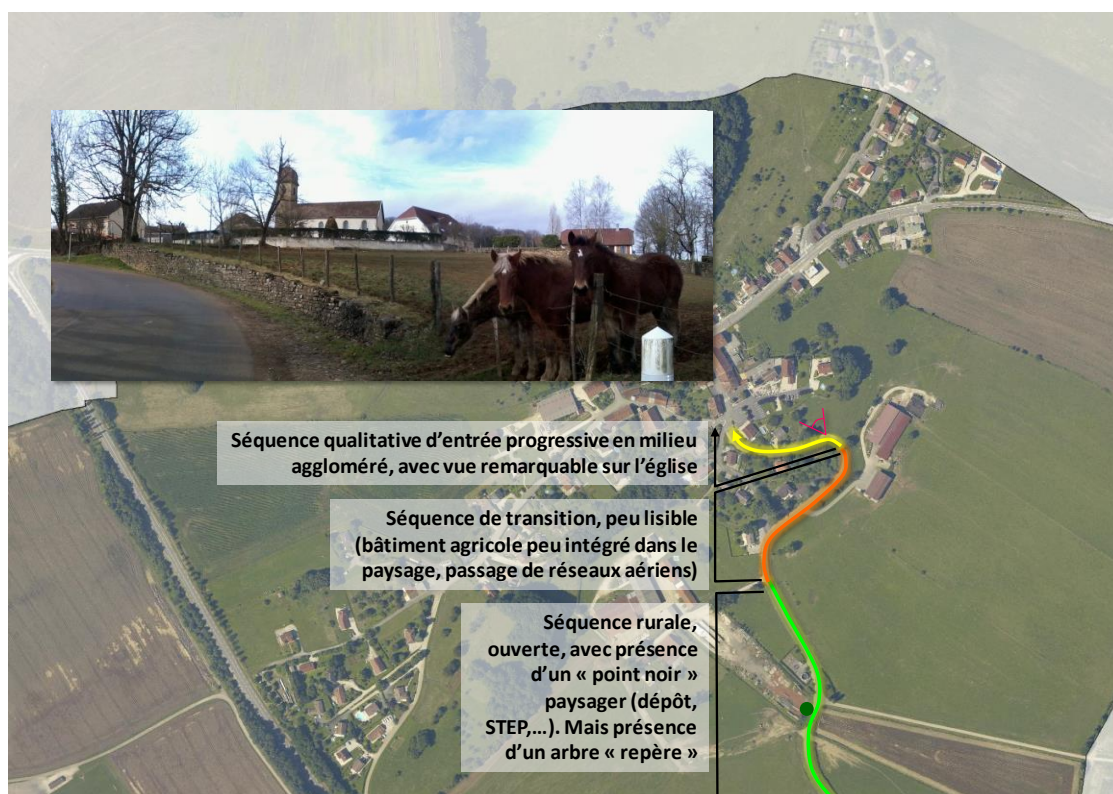 Séquence qualitative d’entrée progressive en milieu
aggloméré, avec vue remarquable sur l’église
Séquence de transition, peu lisible
(bâtiment agricole peu intégré dans le
paysage, passage de réseaux aériens)
Séquence rurale,
ouverte, avec présence
d’un « point noir »
paysager (dépôt,
STEP,…). Mais présence
d’un arbre « repère »